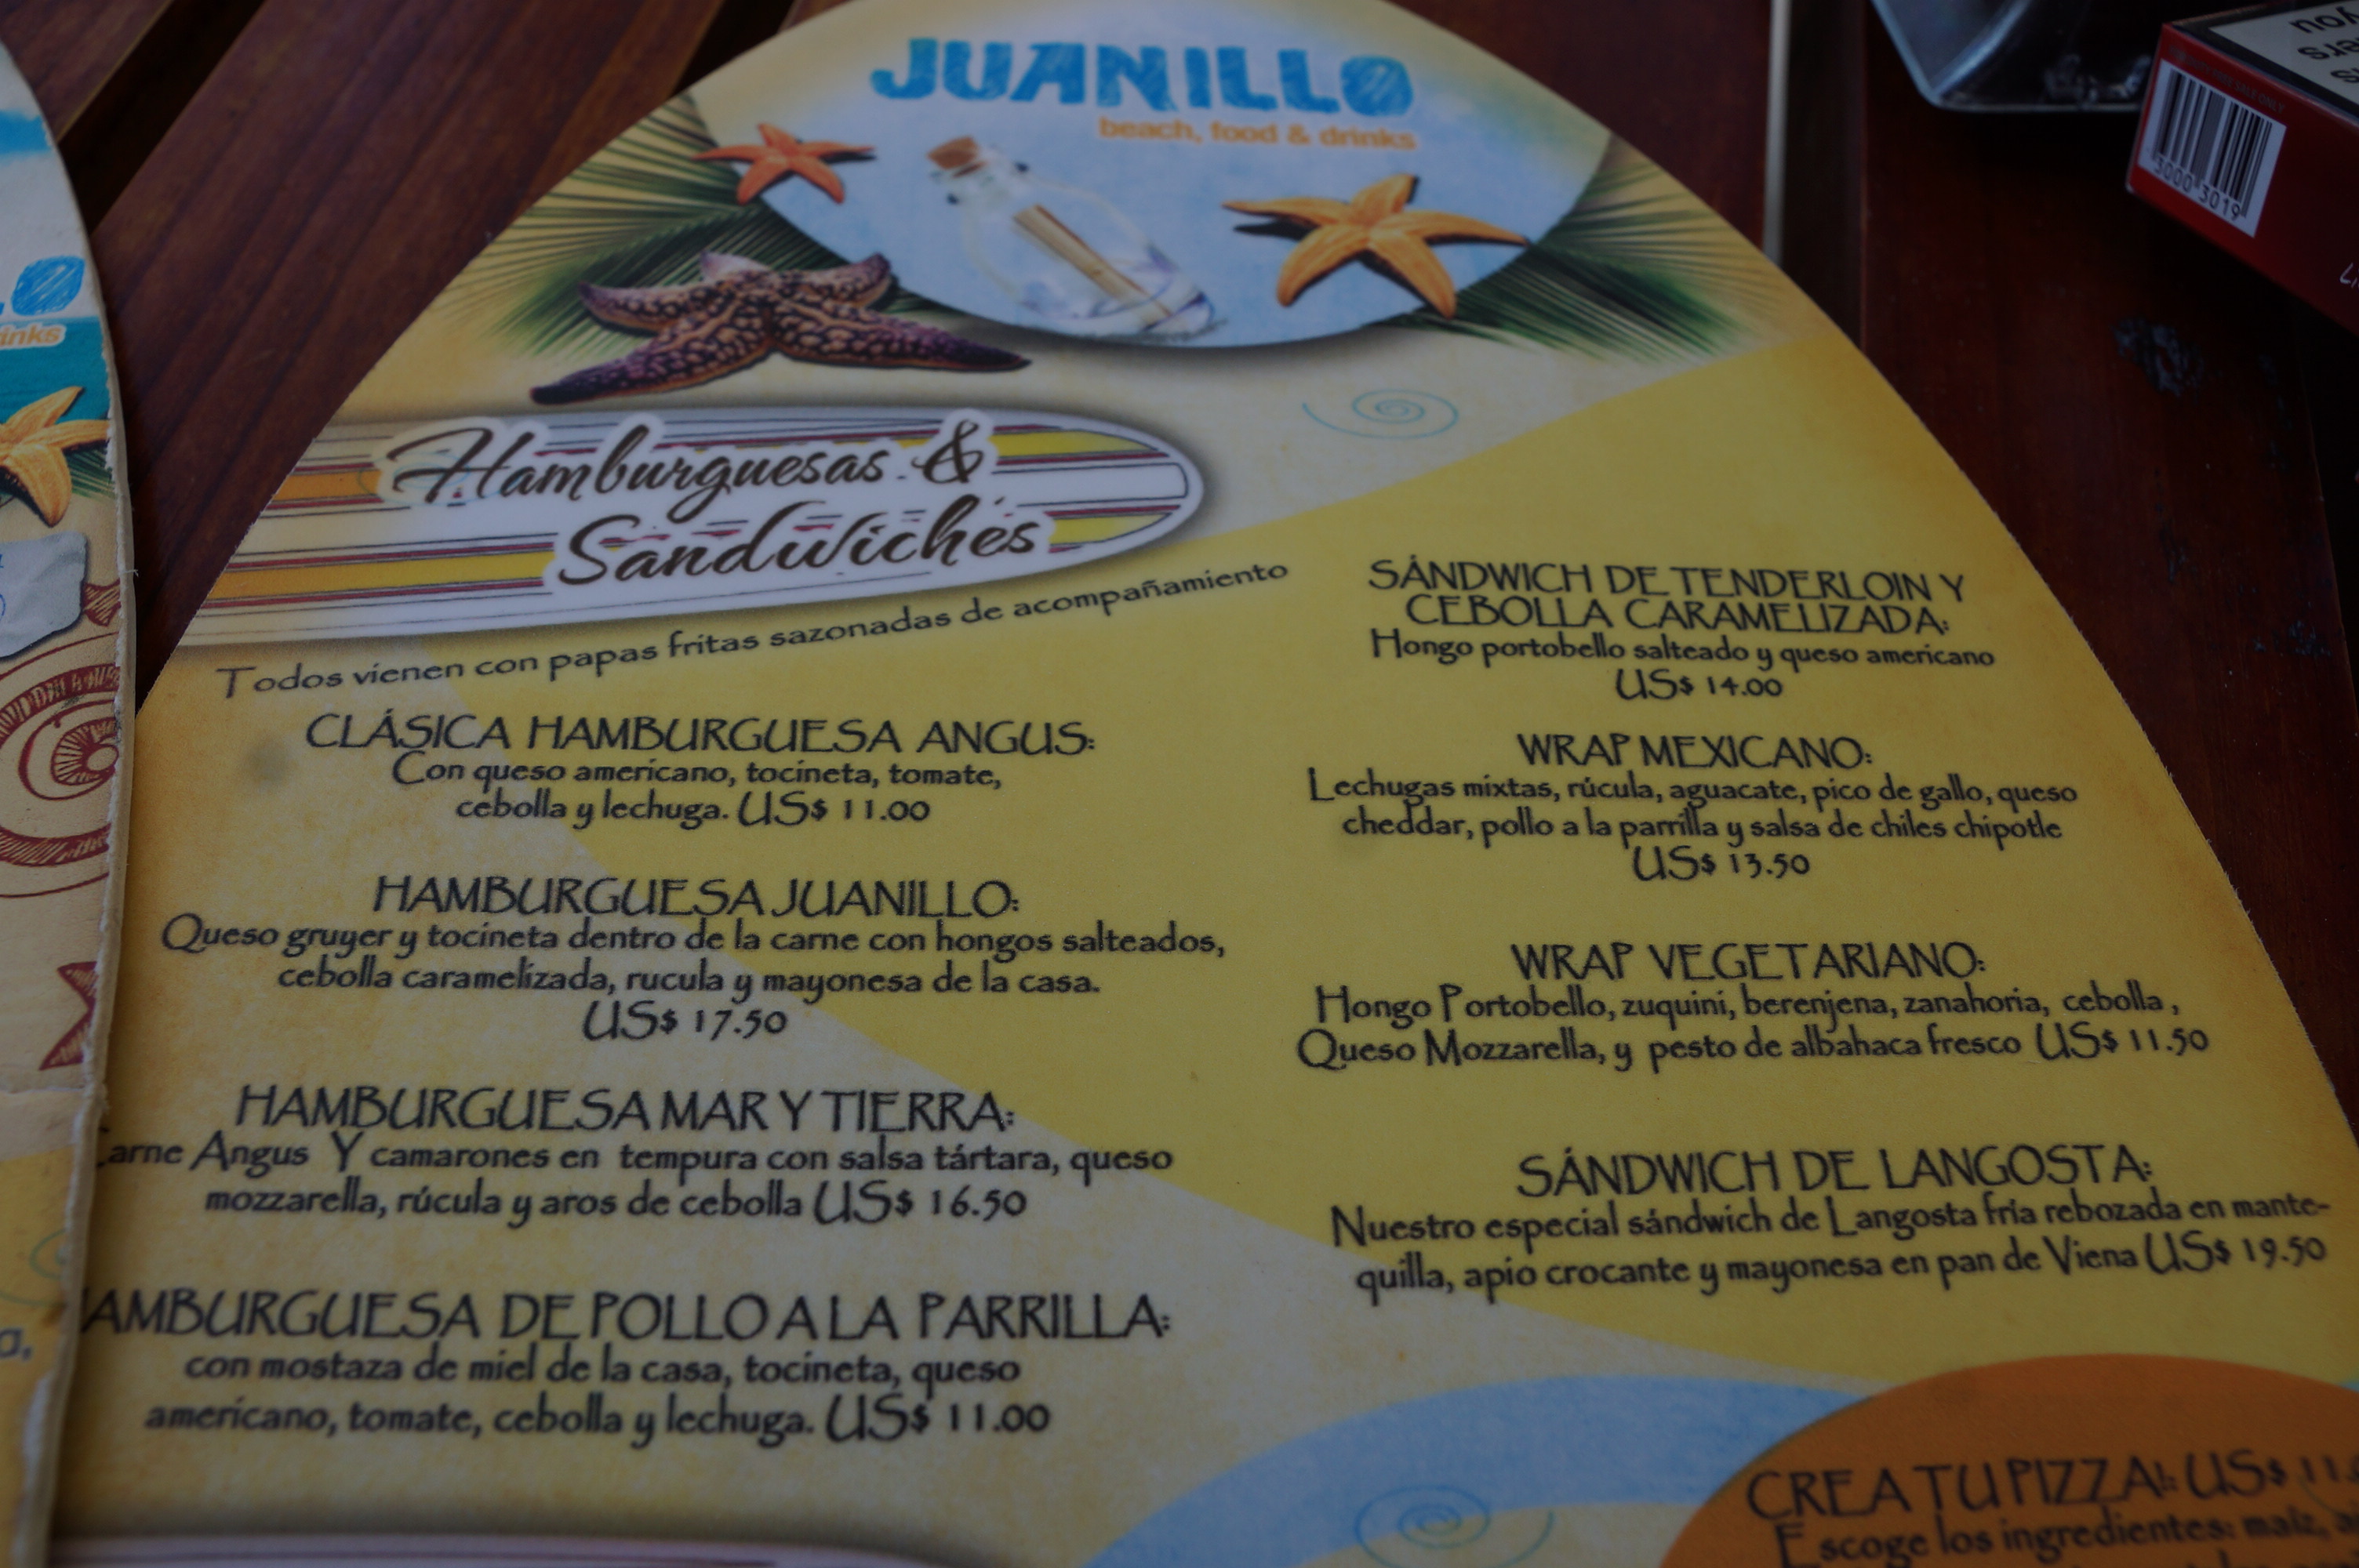 JUANILLO
beach, food & drinks
Hamburguesas &
Sandwiches
Todos vienen con papas fritas sazonadas de acompañamiento
CLÁSICA HAMBURGUESA ANGUS:
Con queso americano, tocineta, tomate,
cebolla y lechuga. US$ 11.00
HAMBURGUESA JUANILLO:
Queso gruyer y tocineta dentro de la carne con hongos salteados,
cebolla caramelizada, rucula y mayonesa de la casa.
US$ 17.50
HAMBURGUESA MAR Y TIERRA:
Carne Angus Y camarones en tempura con salsa tártara, queso
mozzarella, rúcula y aros de cebolla US$ 16.50
AMBURGUESA DE POLLO A LA PARRILLA:
con mostaza de miel de la casa, tocineta, queso
americano, tomate, cebolla y lechuga. US$ 11.00
SÁNDWICH DE TENDERLOIN Y
CEBOLLA CARAMELIZADA:
Hongo portobello salteado y queso americano
US$ 14.00
WRAP MEXICANO:
Lechugas mixtas, rúcula, aguacate, pico de gallo, queso
cheddar, pollo a la parrilla y salsa de chiles chipotle
US$ 13.50
WRAP VEGETARIANO:
Hongo Portobello, zuquini, berenjena, zanahoria, cebolla ,
Queso Mozzarella, y pesto de albahaca fresco US$ 11.50
SÁNDWICH DE LANGOSTA:
Nuestro especial sándwich de Langosta fria rebozada en mante-
quilla, apio crocante y mayonesa en pan de Viena US$ 19.50
CREA TU PIZZA!: US$ 11.
Escoge los ingredientes: maíz,
LO
inks
a,
you
3000 3019